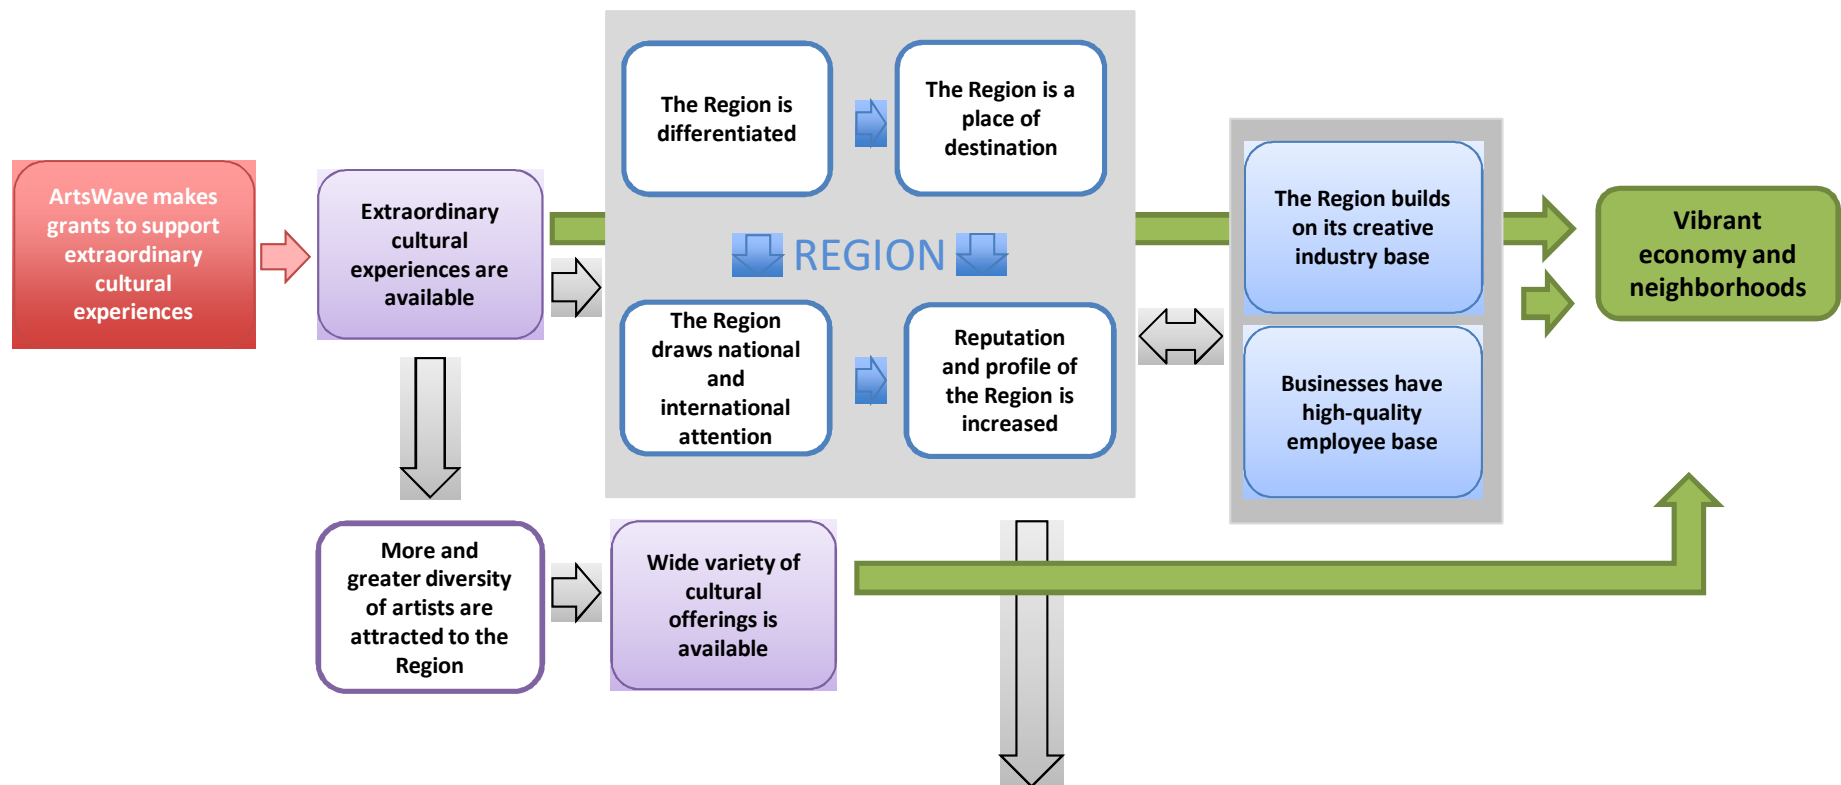 ArtsWave makes
grants to support
extraordinary
cultural
experiences
Extraordinary
cultural
experiences are
available
The Region is
differentiated
The Region is a
place of
destination
REGION
The Region
draws national
and
international
attention
Reputation
and profile of
the Region is
increased
The Region builds
on its creative
industry base
Businesses have
high-quality
employee base
Vibrant
economy and
neighborhoods
More and
greater diversity
of artists are
attracted to the
Region
Wide variety of
cultural
offerings is
available